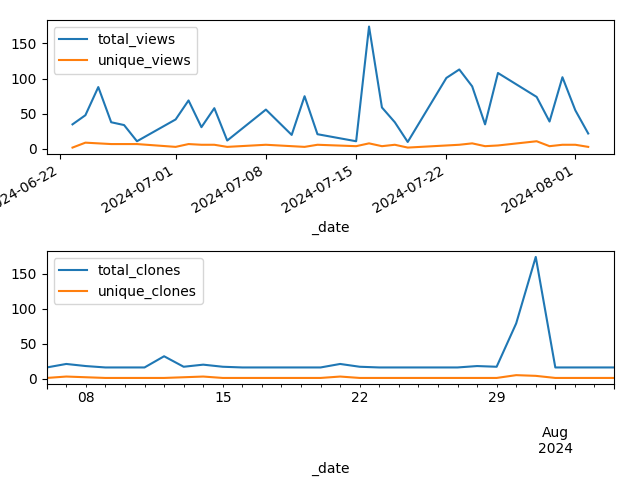 total_views
unique_views
150
100
50
0
24-06-22
2024-07-01
2024-07-08
2024-07-15
2024-07-22
2024-08-01
_date
total_clones
unique_clones
150
100
50
0
08
15
22
29
Aug
2024
_date